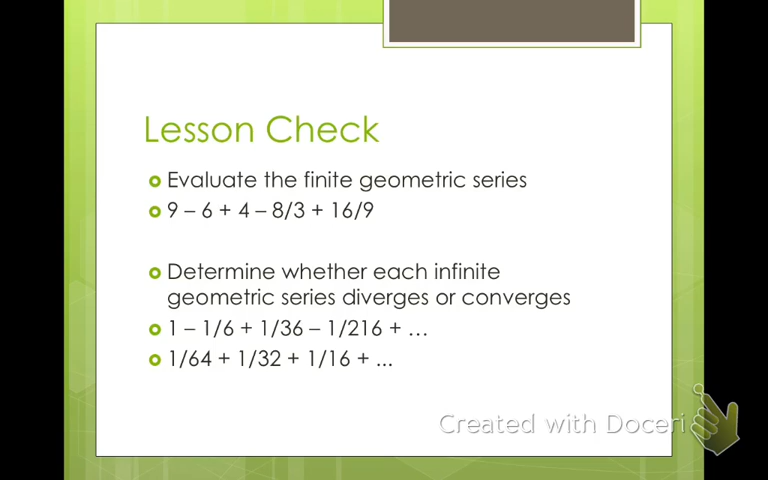 Lesson Check
Evaluate the finite geometric series
9 – 6 + 4 – 8/3 + 16/9
Determine whether each infinite
geometric series diverges or converges
1 – 1/6 + 1/36 – 1/216 + …
1/64 + 1/32 + 1/16 + ...
Created with Doceri